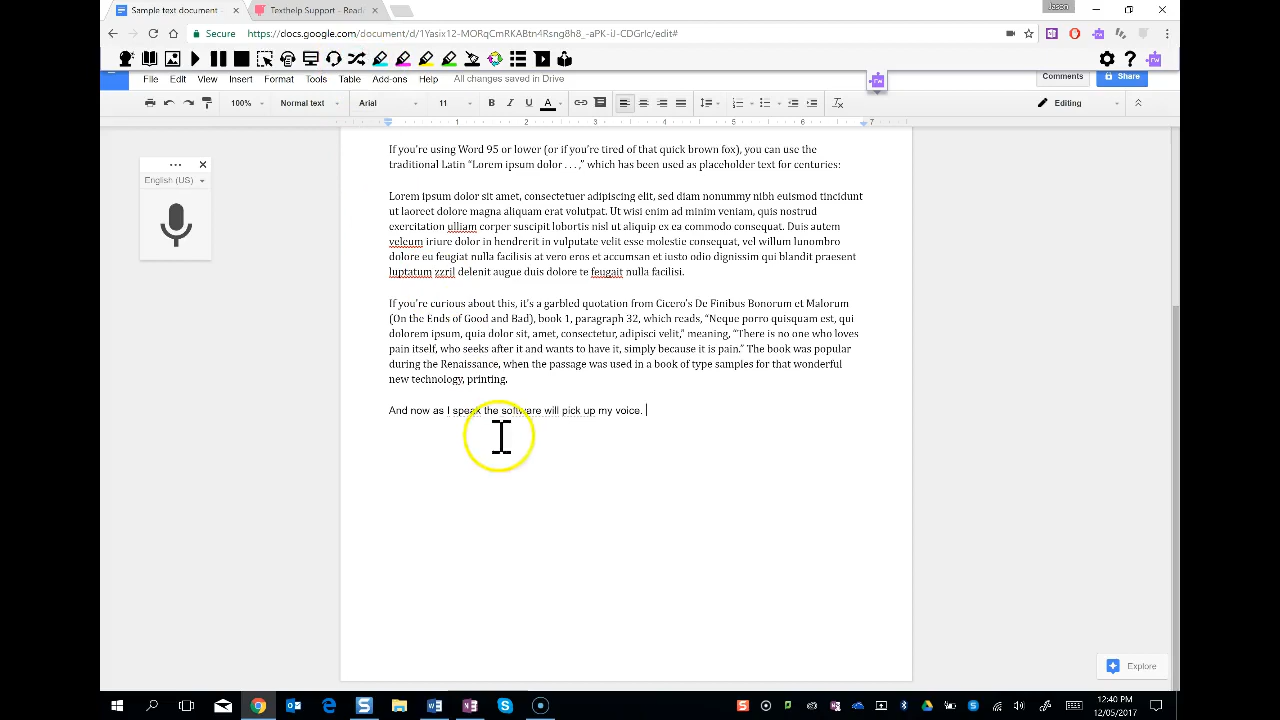 Jason
Sample text document - × Texthelp Support – Read ×
Secure https://docs.google.com/document/d/
File Edit View Insert Format Tools Table Add-ons Help All changes saved in Drive Comments Share
100% Normal text Arial 11 B I U A Editing
1 2 3 4 5 6 7
If you're using Word 95 or lower (or if you're tired of that quick brown fox), you can use the
traditional Latin “Lorem ipsum dolor . . . ,” which has been used as placeholder text for centuries:
English (US)
Lorem ipsum dolor sit amet, consectetuer adipiscing elit, sed diam nonummy nibh euismod tincidunt
ut laoreet dolore magna aliquam erat volutpat. Ut wisi enim ad minim veniam, quis nostrud
exercitation ulliam corper suscipit lobortis nisl ut aliquip ex ea commodo consequat. Duis autem
veleum iriure dolor in hendrerit in vulputate velit esse molestie consequat, vel willum lunombro
dolore eu feugiat nulla facilisis at vero eros et accumsan et iusto odio dignissim qui blandit praesent
luptatum zzril delenit augue duis dolore te feugait nulla facilisi.
If you're curious about this, it's a garbled quotation from Cicero's De Finibus Bonorum et Malorum
(On the Ends of Good and Bad), book 1, paragraph 32, which reads, “Neque porro quisquam est, qui
dolorem ipsum, quia dolor sit, amet, consectetur, adipisci velit,” meaning, “There is no one who loves
pain itself, who seeks after it and wants to have it, simply because it is pain.” The book was popular
during the Renaissance, when the passage was used in a book of type samples for that wonderful
new technology, printing.
And now as I speak the software will pick up my voice.
Explore
12:40 PM
12/05/2017